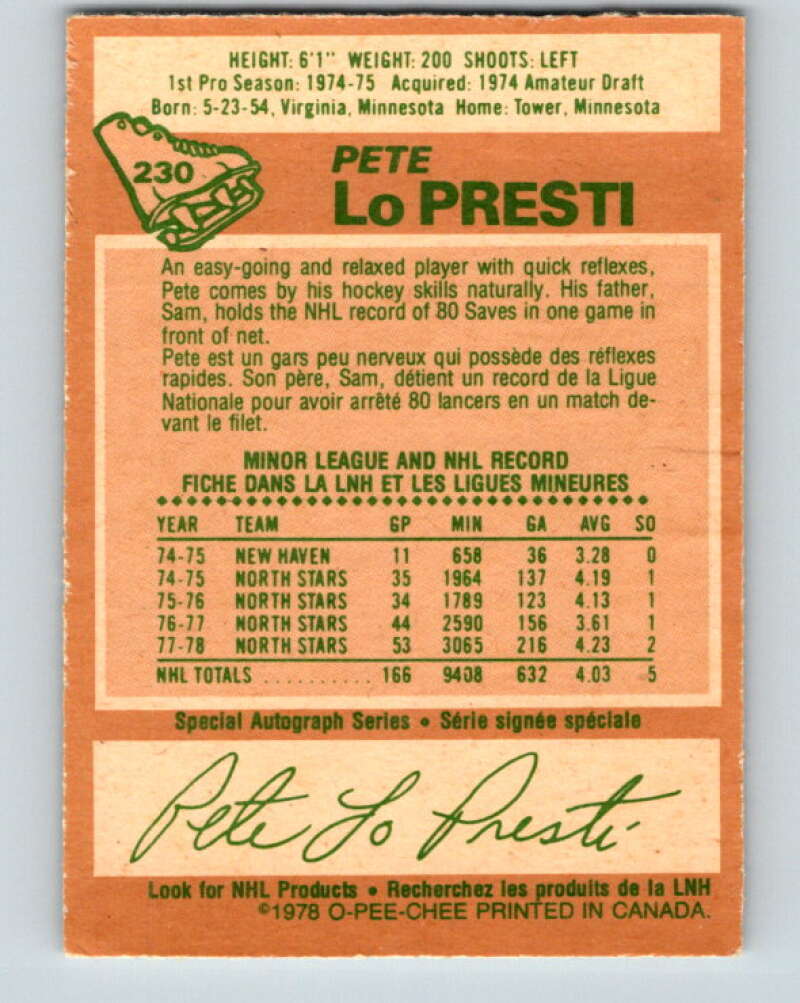 HEIGHT: 6'1" WEIGHT: 200 SHOOTS: LEFT
1st Pro Season: 1974-75 Acquired: 1974 Amateur Draft
Born: 5-23-54, Virginia, Minnesota Home: Tower, Minnesota
230
PETE
Lo PRESTI
An easy-going and relaxed player with quick reflexes,
Pete comes by his hockey skills naturally. His father,
Sam, holds the NHL record of 80 Saves in one game in
front of net.
Pete est un gars peu nerveux qui possède des réflexes
rapides. Son père, Sam, détient un record de la Ligue
Nationale pour avoir arrêté 80 lancers en un match de-
vant le filet.
MINOR LEAGUE AND NHL RECORD
FICHE DANS LA LNH ET LES LIGUES MINEURES
YEAR TEAM GP MIN GA AVG SO
74-75 NEW HAVEN 11 658 36 3.28 0
74-75 NORTH STARS 35 1964 137 4.19 1
75-76 NORTH STARS 34 1789 123 4.13 1
76-77 NORTH STARS 44 2590 156 3.61 1
77-78 NORTH STARS 53 3065 216 4.23 2
NHL TOTALS .......... 166 9408 632 4.03 5
Special Autograph Series • Série signée spéciale
Pete Lo Presti
Look for NHL Products • Recherchez les produits de la LNH
©1978 O-PEE-CHEE PRINTED IN CANADA.